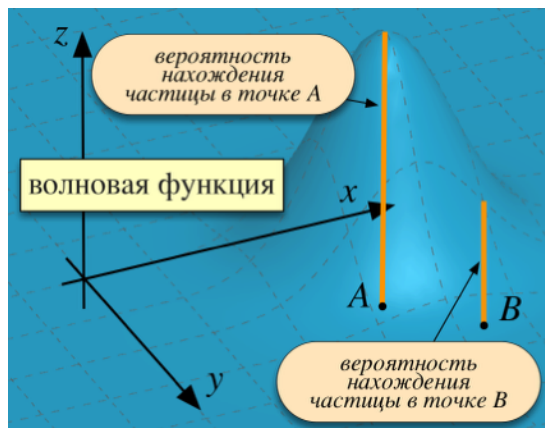 z
вероятность
нахождения
частицы в точке A
волновая функция
x
A
B
y
вероятность
нахождения
частицы в точке B